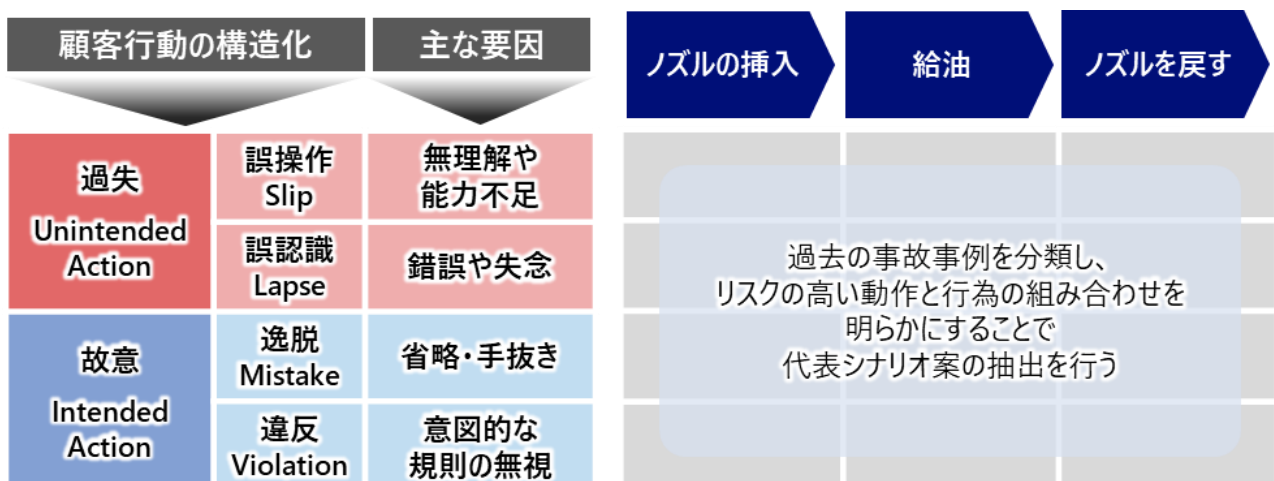 顧客行動の構造化
主な要因
ノズルの挿入
給油
ノズルを戻す
過失
Unintended
Action
誤操作
Slip
無理解や
能力不足
誤認識
Lapse
錯誤や失念
故意
Intended
Action
逸脱
Mistake
省略・手抜き
違反
Violation
意図的な
規則の無視
過去の事故事例を分類し、
リスクの高い動作と行為の組み合わせを
明らかにすることで
代表シナリオ案の抽出を行う